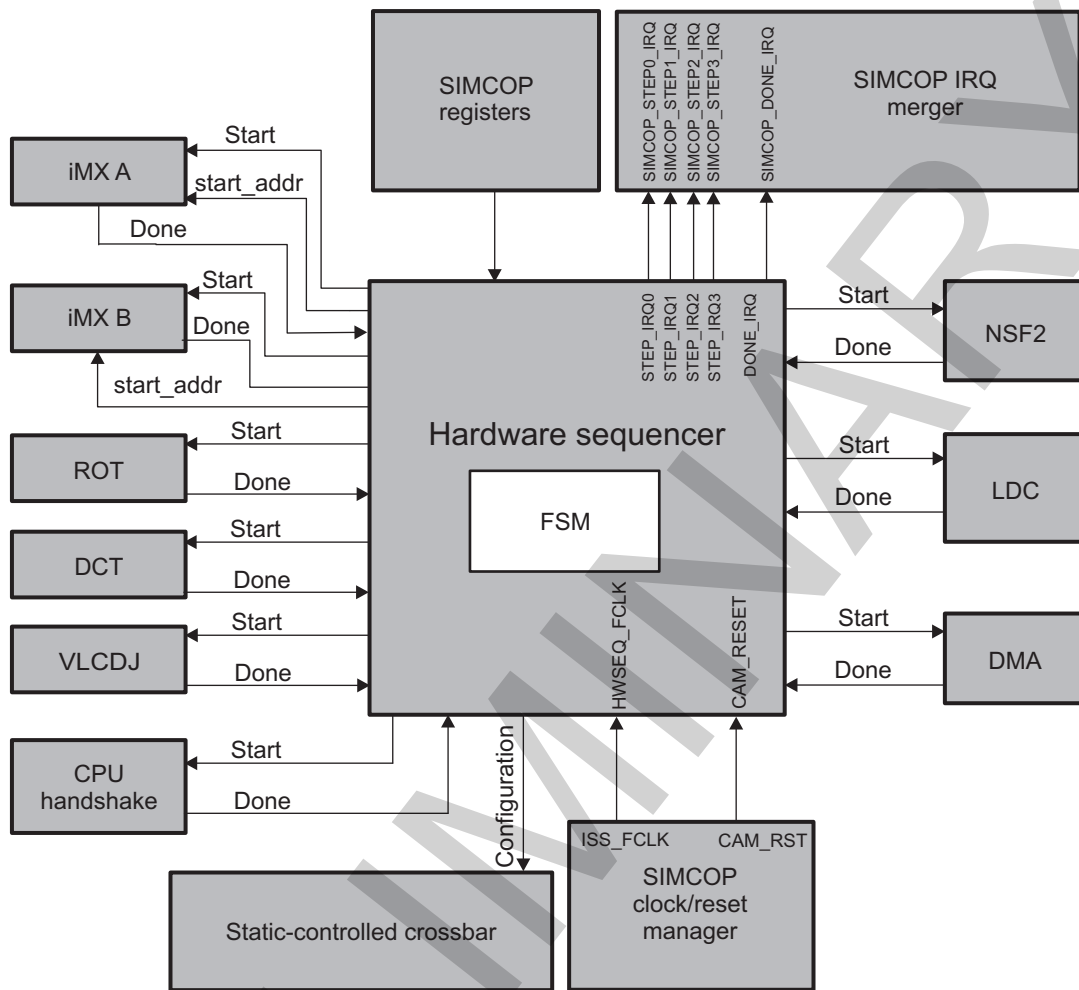 SIMCOP
registers
SIMCOP_STEP0_IRQ
SIMCOP_STEP1_IRQ
SIMCOP_STEP2_IRQ
SIMCOP_STEP3_IRQ
SIMCOP_DONE_IRQ
SIMCOP IRQ
merger
iMX A
Start
start_addr
Done
iMX B
Start
Done
start_addr
STEP_IRQ0
STEP_IRQ1
STEP_IRQ2
STEP_IRQ3
DONE_IRQ
Start
Done
NSF2
Hardware sequencer
FSM
ROT
Start
Done
Start
Done
LDC
DCT
Start
Done
VLCDJ
Start
Done
HWSEQ_FCLK
CAM_RESET
Start
Done
DMA
CPU
handshake
Start
Done
Configuration
ISS_FCLK
CAM_RST
SIMCOP
clock/reset
manager
Static-controlled crossbar
IMINARY